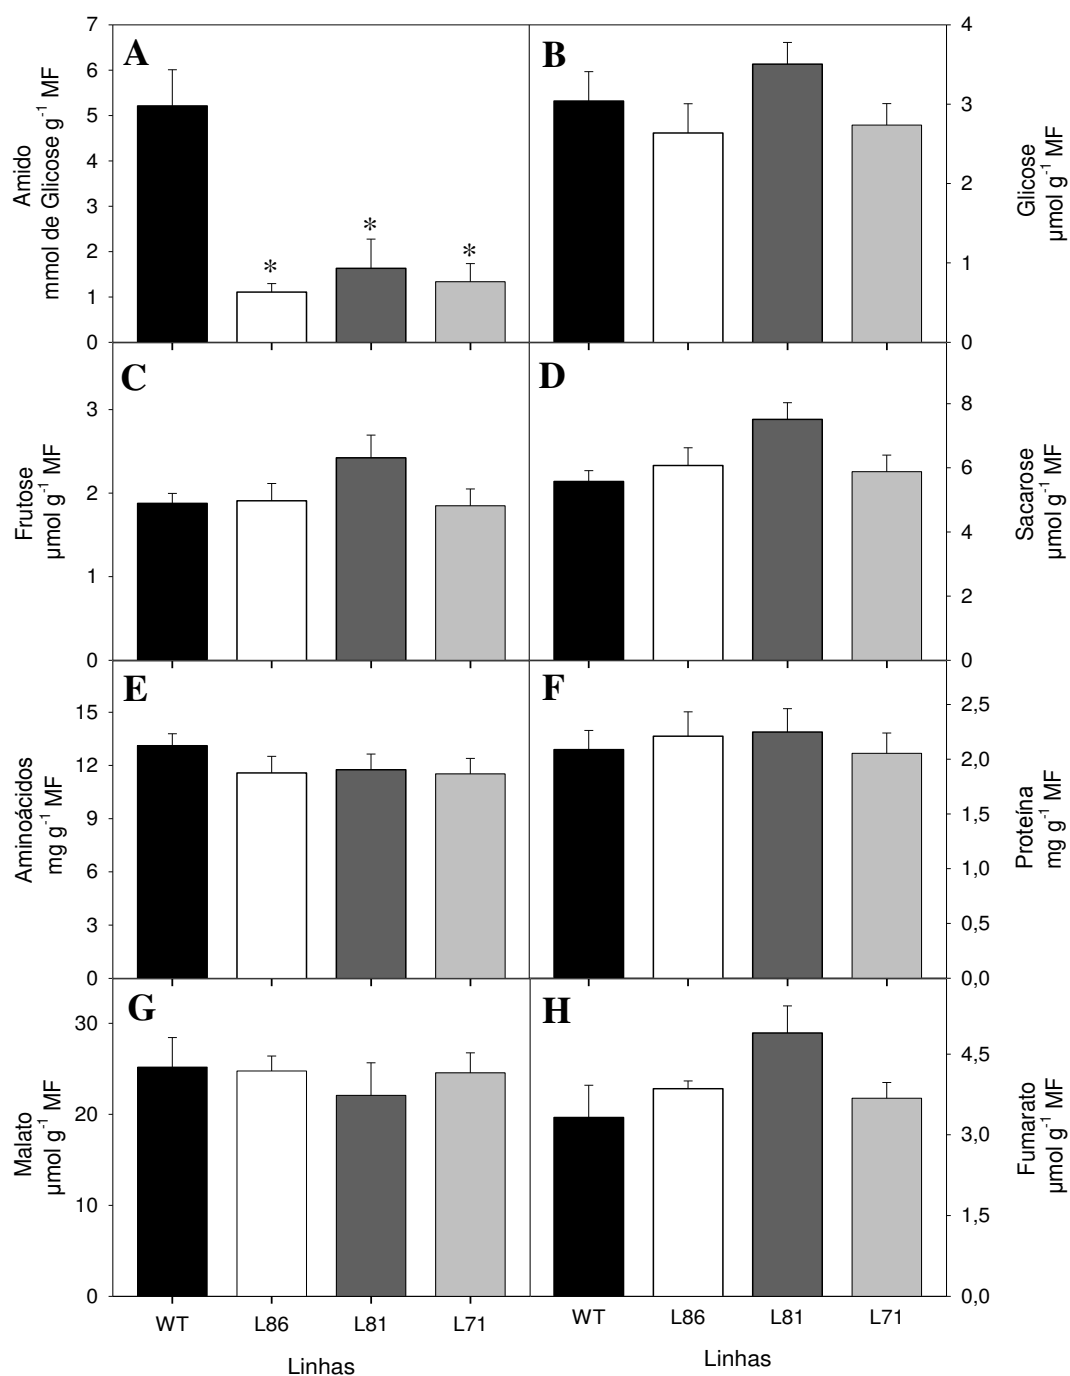 A
Amido
mmol de Glicose g⁻¹ MF
7
6
5
4
3
2
1
0
*
*
*
B
4
3
2
1
0
Glicose
µmol g⁻¹ MF
C
Frutose
µmol g⁻¹ MF
3
2
1
0
D
8
6
4
2
0
Sacarose
µmol g⁻¹ MF
E
Aminoácidos
mg g⁻¹ MF
15
12
9
6
3
0
F
2,5
2,0
1,5
1,0
0,5
0,0
Proteína
mg g⁻¹ MF
G
Malato
µmol g⁻¹ MF
30
20
10
0
H
4,5
3,0
1,5
0,0
Fumarato
µmol g⁻¹ MF
WT L86 L81 L71
Linhas
WT L86 L81 L71
Linhas